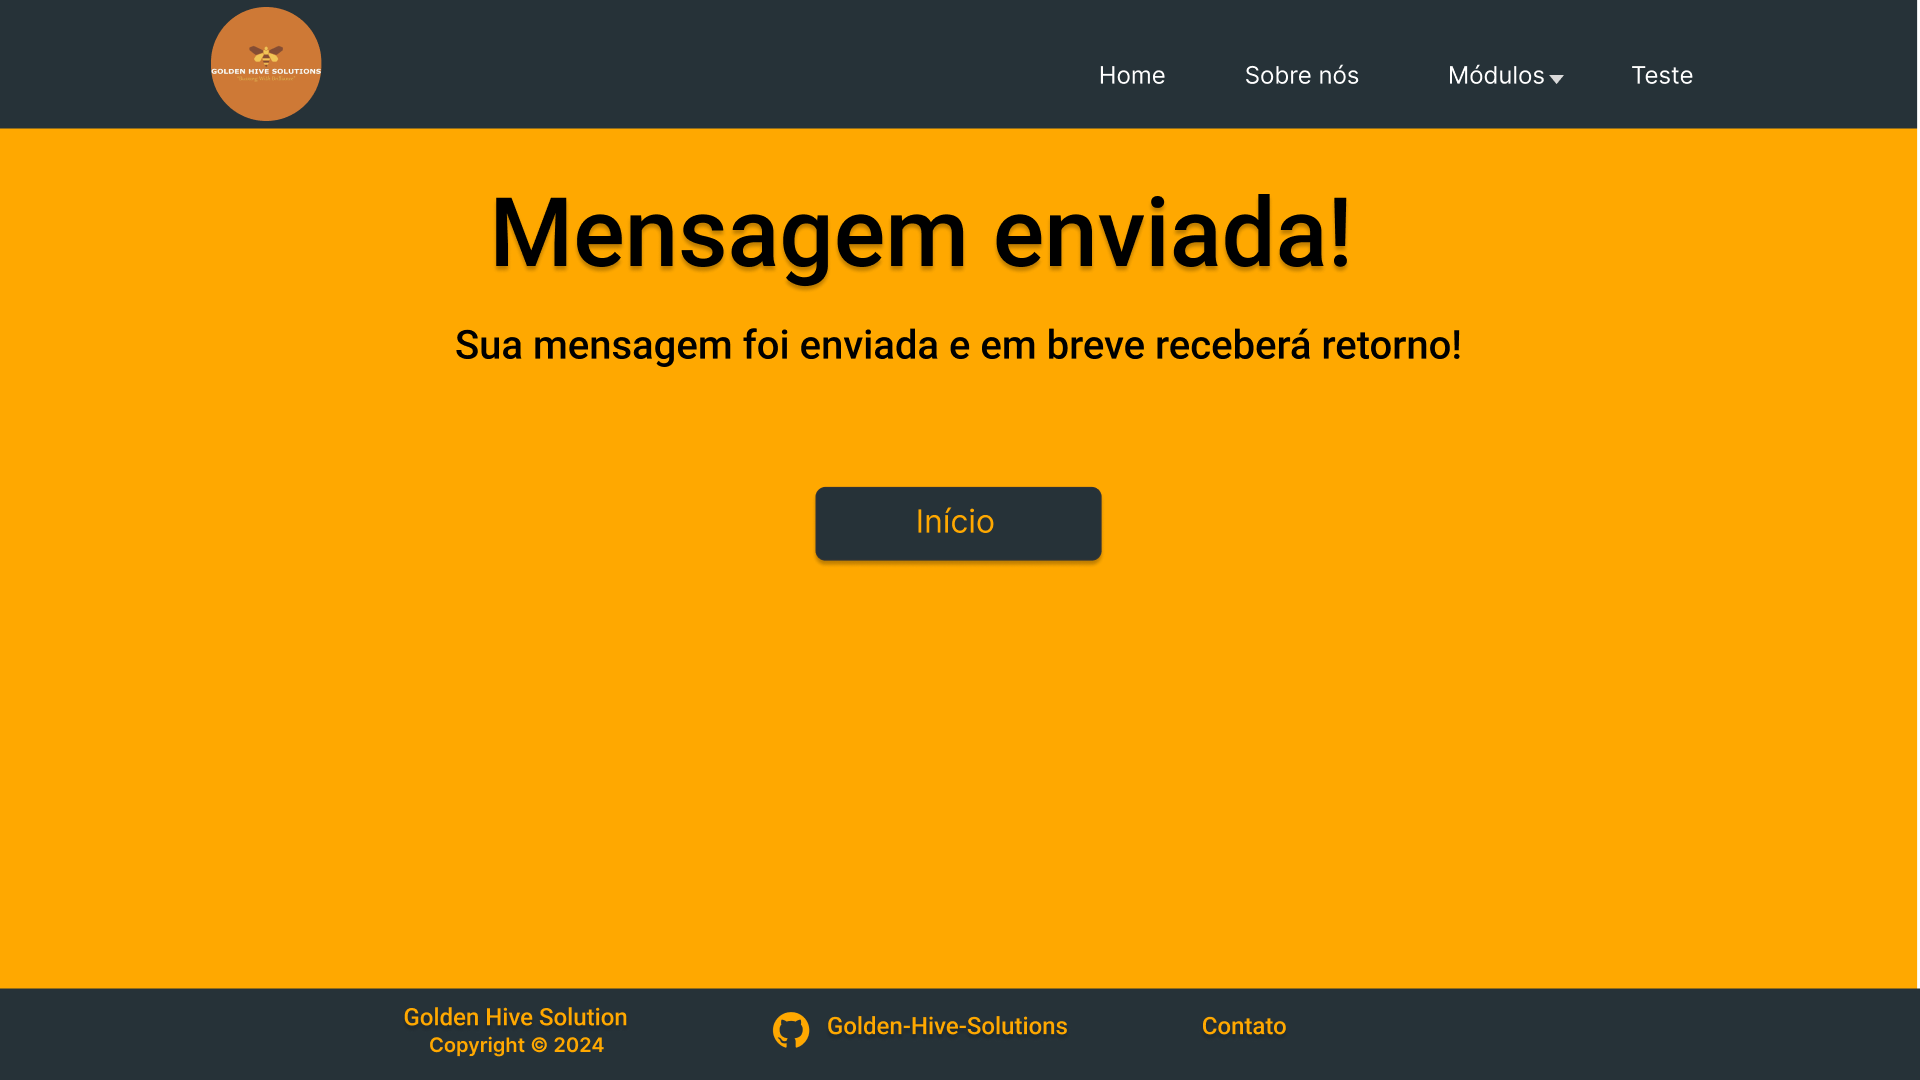 GOLDEN HIVE SOLUTIONS
Home
Sobre nós
Módulos
Teste
Mensagem enviada!
Sua mensagem foi enviada e em breve receberá retorno!
Início
Golden Hive Solution
Copyright © 2024
Golden-Hive-Solutions
Contato